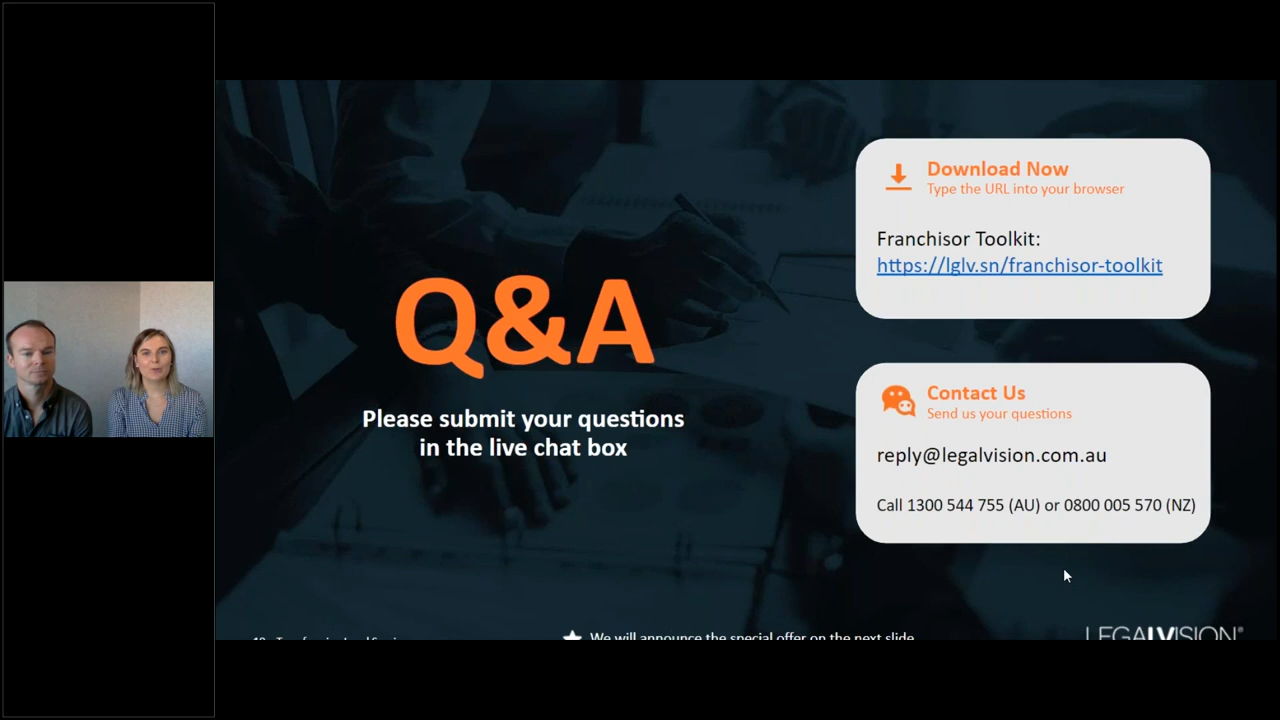 Q&A
Please submit your questions
in the live chat box
Download Now
Type the URL into your browser
Franchisor Toolkit:
https://lglv.sn/franchisor-toolkit
Contact Us
Send us your questions
reply@legalvision.com.au
Call 1300 544 755 (AU) or 0800 005 570 (NZ)
We will announce the special offer on the next slide
LEGALVISION®